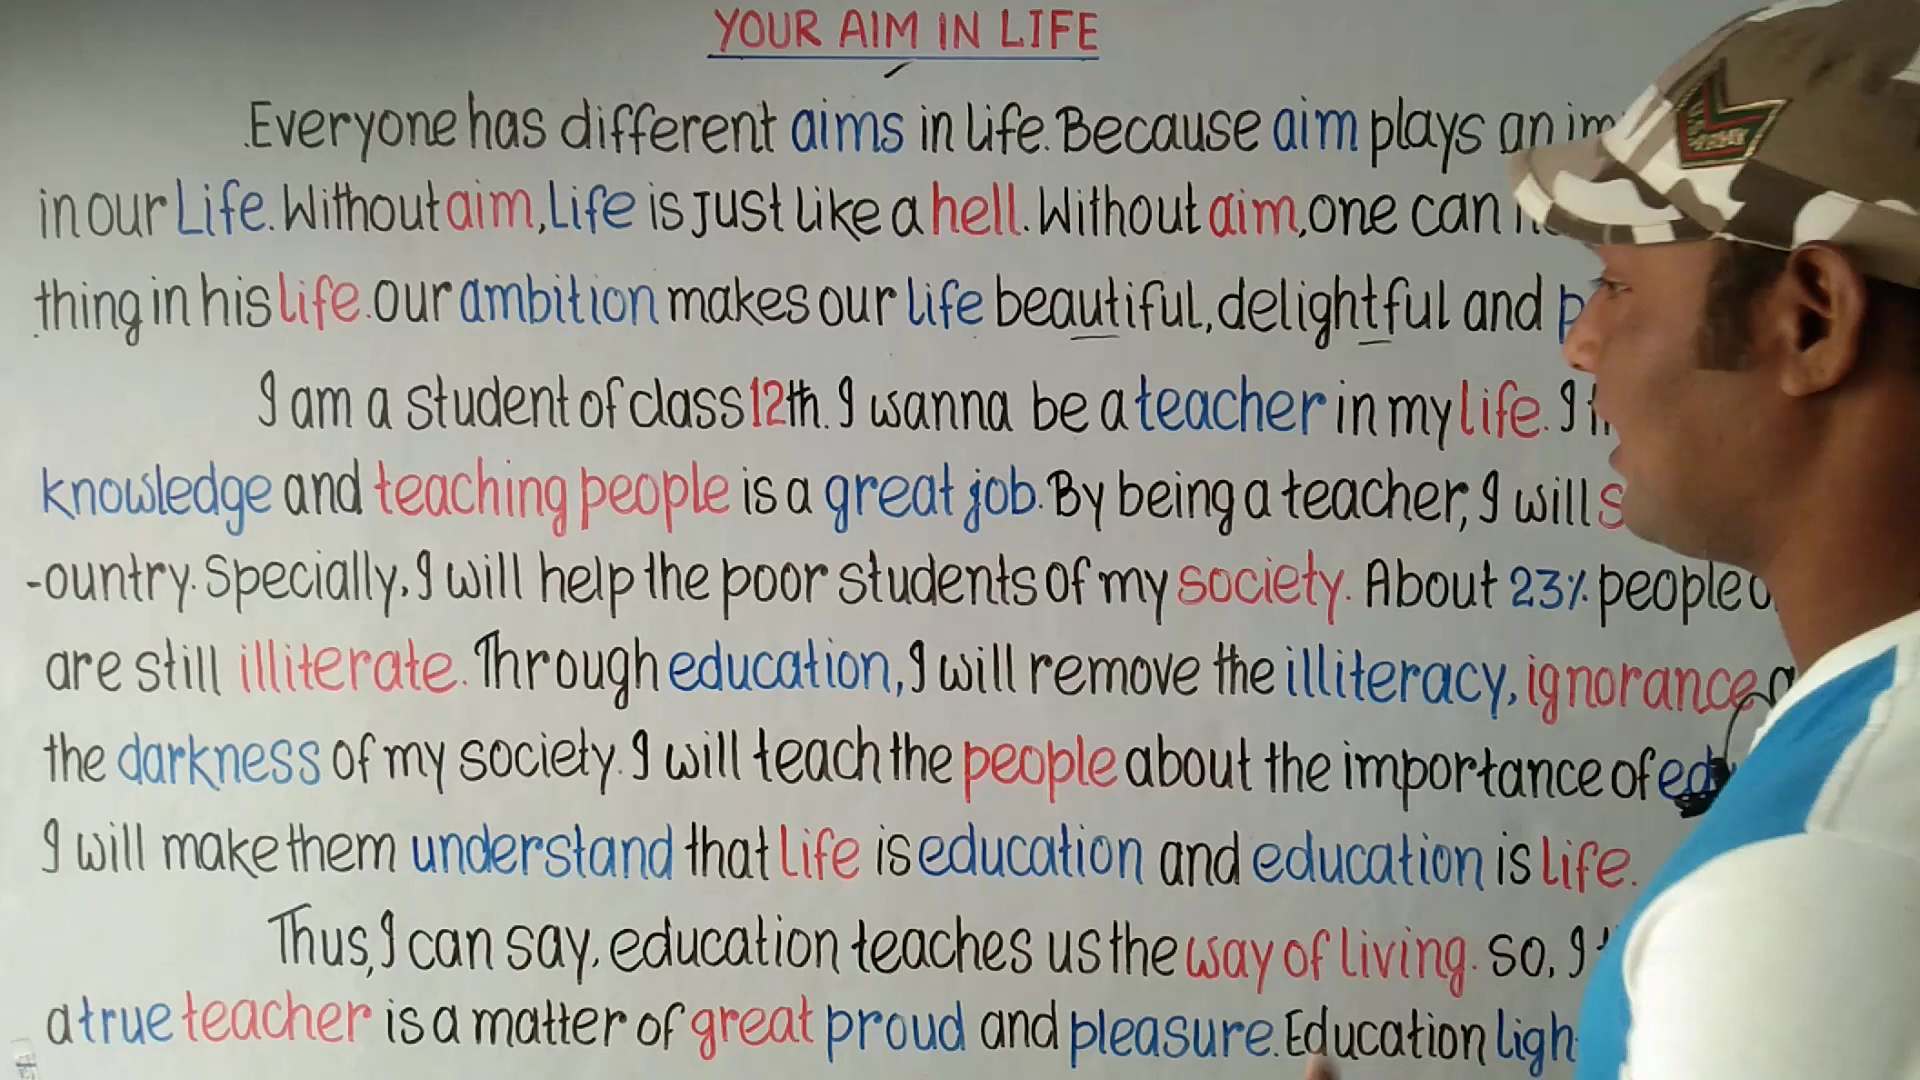 YOUR AIM IN LIFE
Everyone has different aims in life. Because aim plays an
in our Life. Without aim, Life is just like a hell. Without aim, one can
thing in his life. our ambition makes our life beautiful, delightful and
I am a student of class 12th. I wanna be a teacher in my life. I
knowledge and teaching people is a great job. By being a teacher, I will
-ountry. Specially, I will help the poor students of my society. About 23% people
are still illiterate. Through education, I will remove the illiteracy, ignorance
the darkness of my society. I will teach the people about the importance of
I will make them understand that life is education and education is life.
Thus, I can say, education teaches us the way of living. So, I
a true teacher is a matter of great proud and pleasure. Education